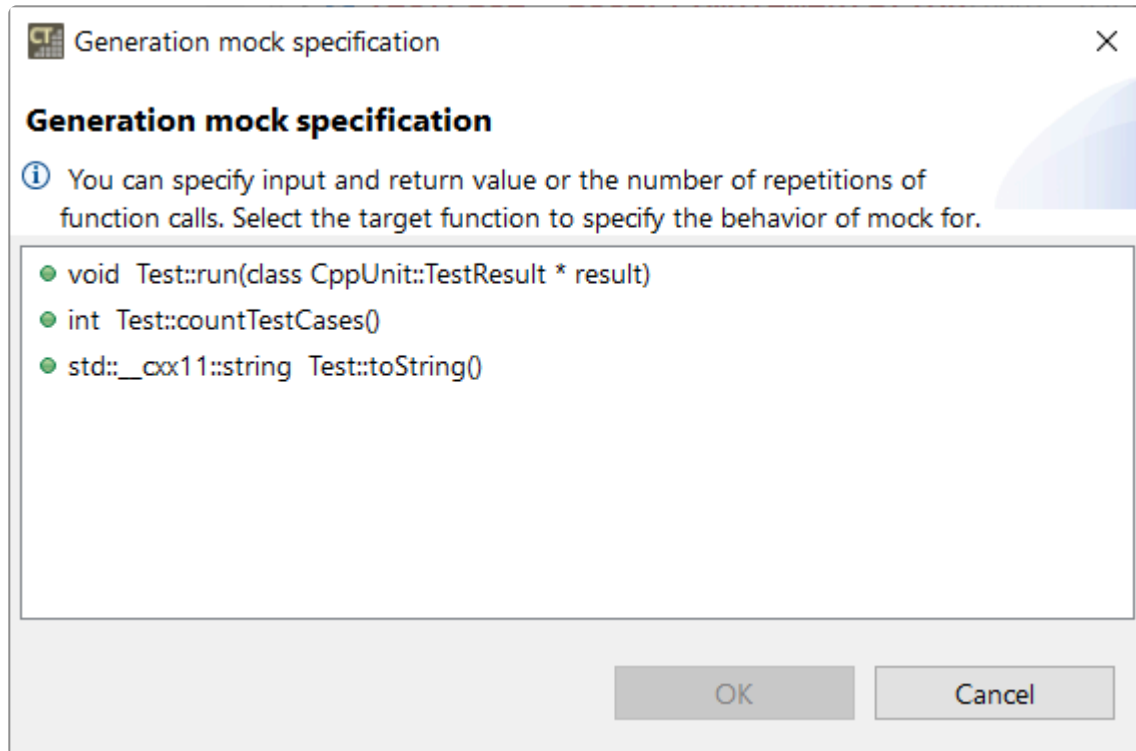 CT
Generation mock specification
Generation mock specification
You can specify input and return value or the number of repetitions of
function calls. Select the target function to specify the behavior of mock for.
void Test::run(class CppUnit::TestResult * result)
int Test::countTestCases()
std::__cxx11::string Test::toString()
OK
Cancel